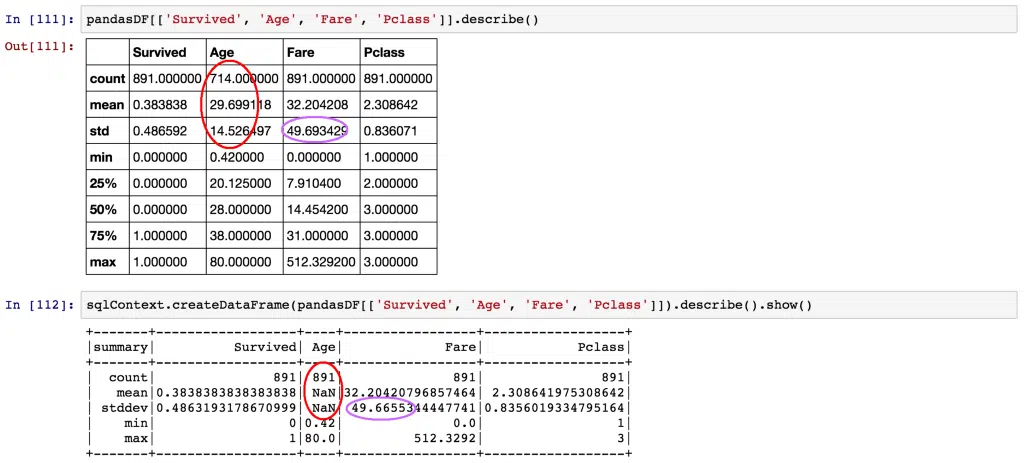 In [111]: pandasDF[['Survived', 'Age', 'Fare', 'Pclass']].describe()
Out[111]:
Survived Age Fare Pclass
count 891.000000 714.000000 891.000000 891.000000
mean 0.383838 29.699118 32.204208 2.308642
std 0.486592 14.526497 49.693429 0.836071
min 0.000000 0.420000 0.000000 1.000000
25% 0.000000 20.125000 7.910400 2.000000
50% 0.000000 28.000000 14.454200 3.000000
75% 1.000000 38.000000 31.000000 3.000000
max 1.000000 80.000000 512.329200 3.000000
In [112]: sqlContext.createDataFrame(pandasDF[['Survived', 'Age', 'Fare', 'Pclass']]).describe().show()
+-------+------------------+----+-----------------+------------------+
|summary| Survived| Age| Fare| Pclass|
+-------+------------------+----+-----------------+------------------+
| count| 891| 891| 891| 891|
| mean|0.3838383838383838| NaN|32.20420796857464| 2.308641975308642|
| stddev|0.4863193178670999| NaN| 49.6655344447741|0.8356019334795164|
| min| 0|0.42| 0.0| 1|
| max| 1|80.0| 512.3292| 3|
+-------+------------------+----+-----------------+------------------+